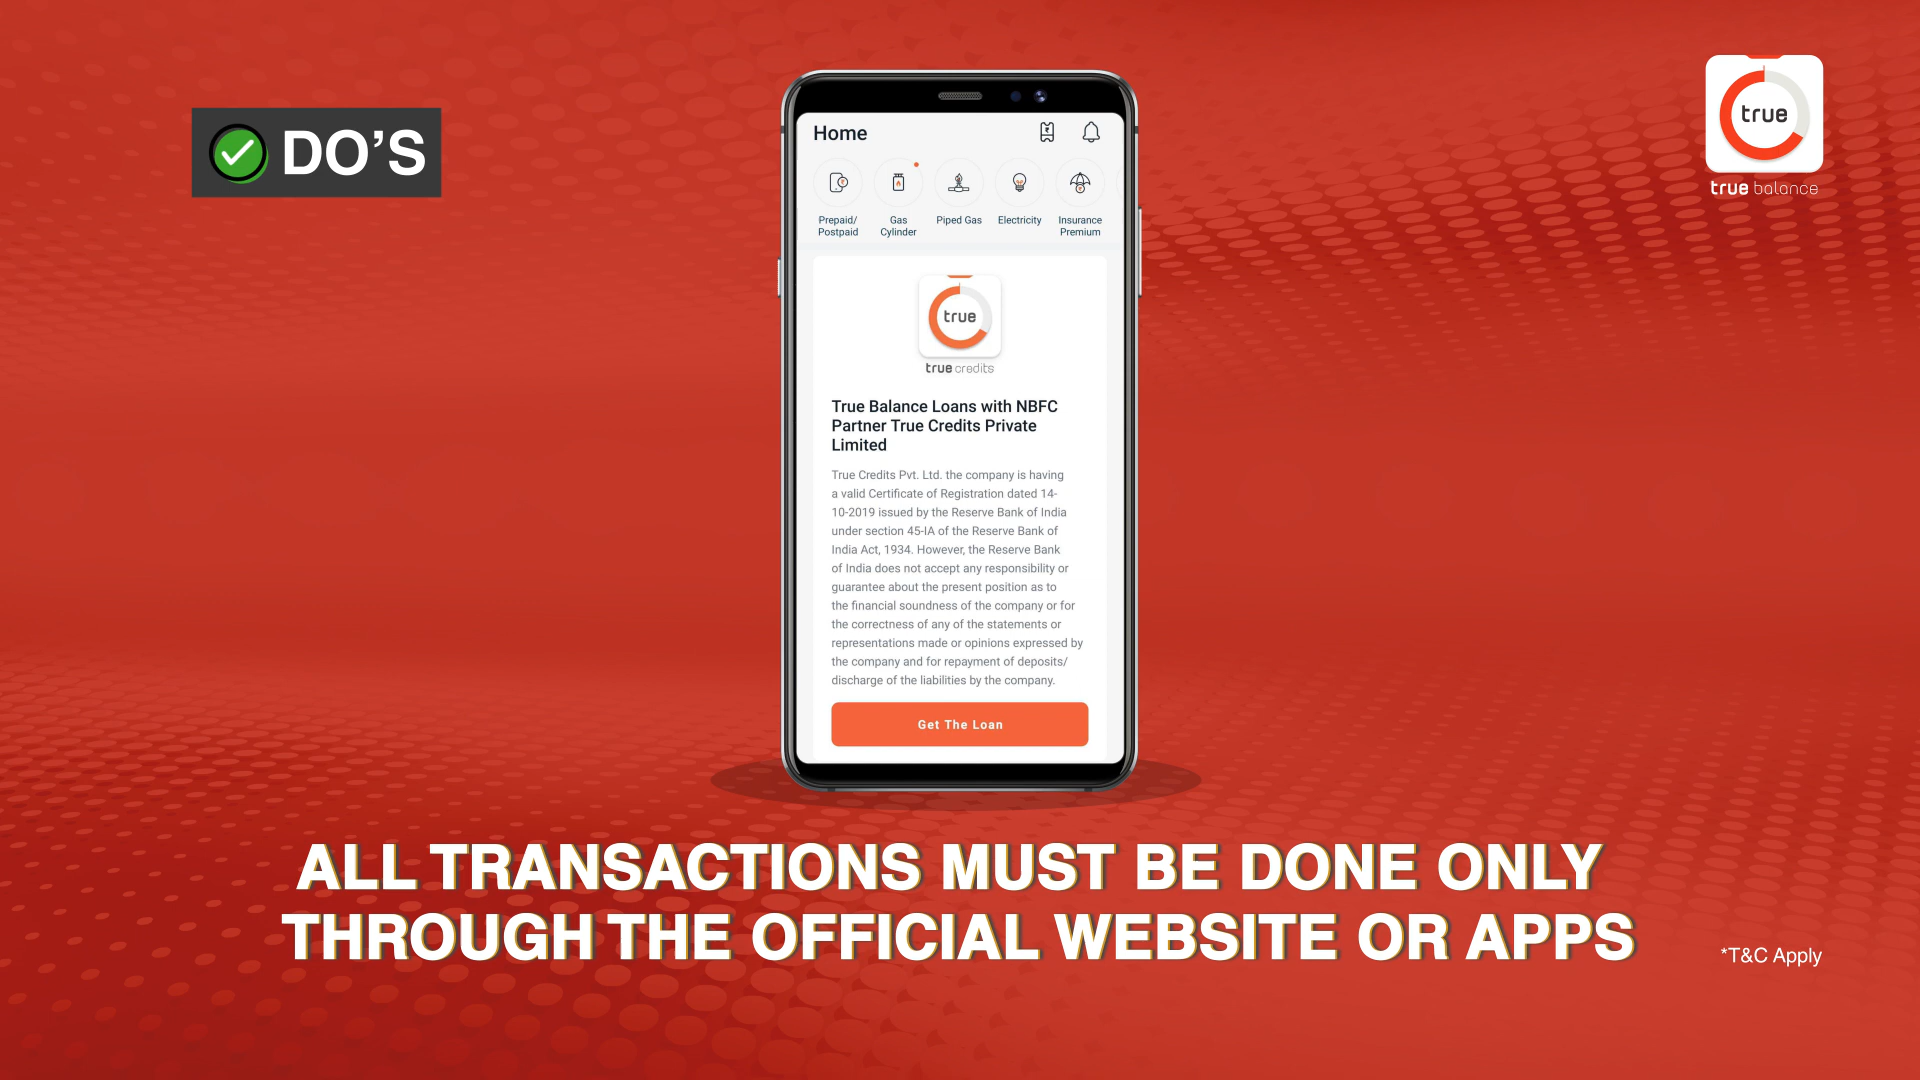 DO'S
true
true balance
Home
Prepaid/
Postpaid
Gas
Cylinder
Piped Gas
Electricity
Insurance
Premium
true
true credits
True Balance Loans with NBFC
Partner True Credits Private
Limited
True Credits Pvt. Ltd. the company is having
a valid Certificate of Registration dated 14-
10-2019 issued by the Reserve Bank of India
under section 45-IA of the Reserve Bank of
India Act, 1934. However, the Reserve Bank
of India does not accept any responsibility or
guarantee about the present position as to
the financial soundness of the company or for
the correctness of any of the statements or
representations made or opinions expressed by
the company and for repayment of deposits/
discharge of the liabilities by the company.
Get The Loan
ALL TRANSACTIONS MUST BE DONE ONLY
THROUGH THE OFFICIAL WEBSITE OR APPS
*T&C Apply